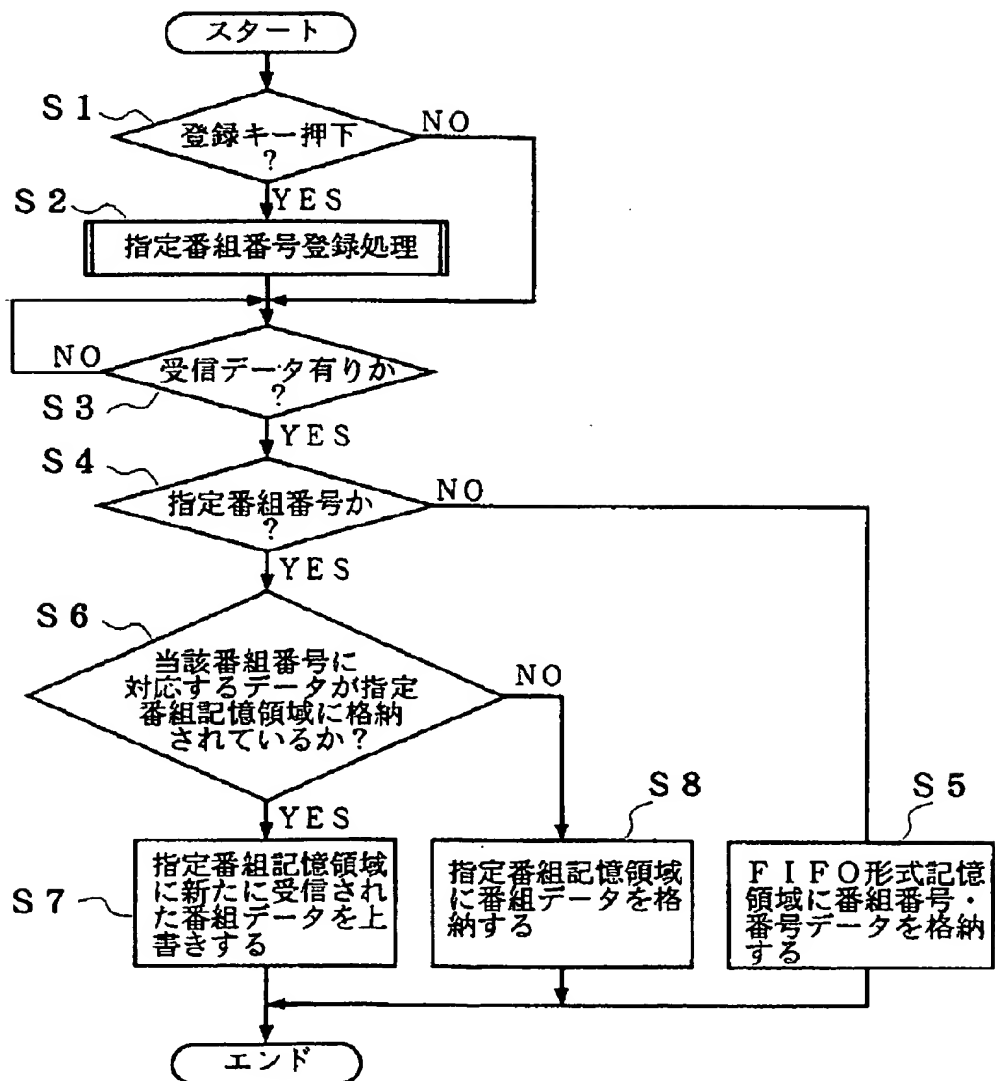 スタート
S1
登録キー押下
?
NO
YES
S2
指定番組番号登録処理
NO
受信データ有りか
?
S3
YES
S4
指定番組番号か
?
NO
YES
S6
当該番組番号に
対応するデータが指定
番組記憶領域に格納
されているか?
NO
YES
S7
指定番組記憶領域
に新たに受信され
た番組データを上
書きする
S8
指定番組記憶領域
に番組データを格
納する
S5
FIFO形式記憶
領域に番組番号・
番号データを格納
する
エンド